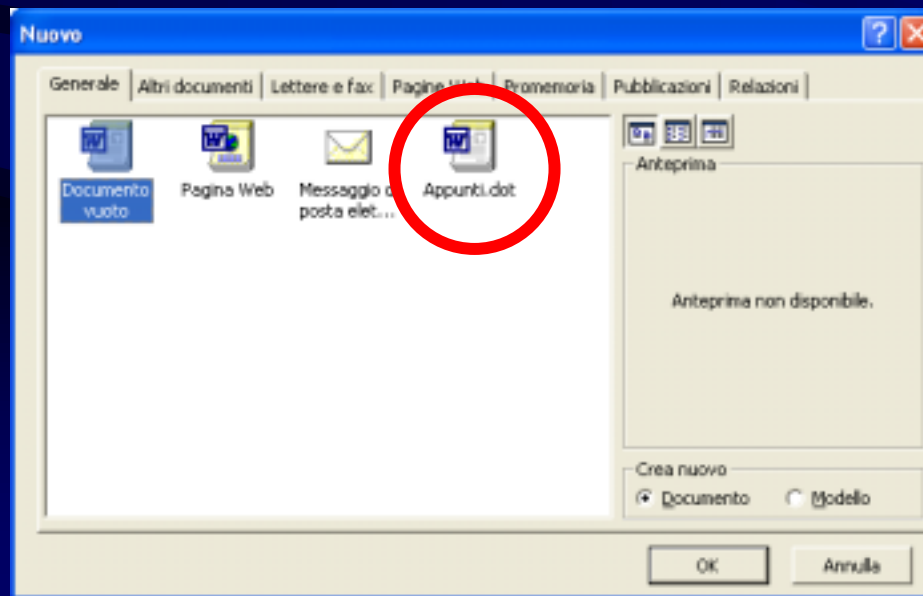 Nuovo
Generale Altri documenti Lettere e fax Pagine Web Promemoria Pubblicazioni Relazioni
Documento vuoto
Pagina Web
Messaggio
posta elet...
Appunti.dot
Anteprima
Anteprima non disponibile.
Crea nuovo
Documento Modello
OK Annulla